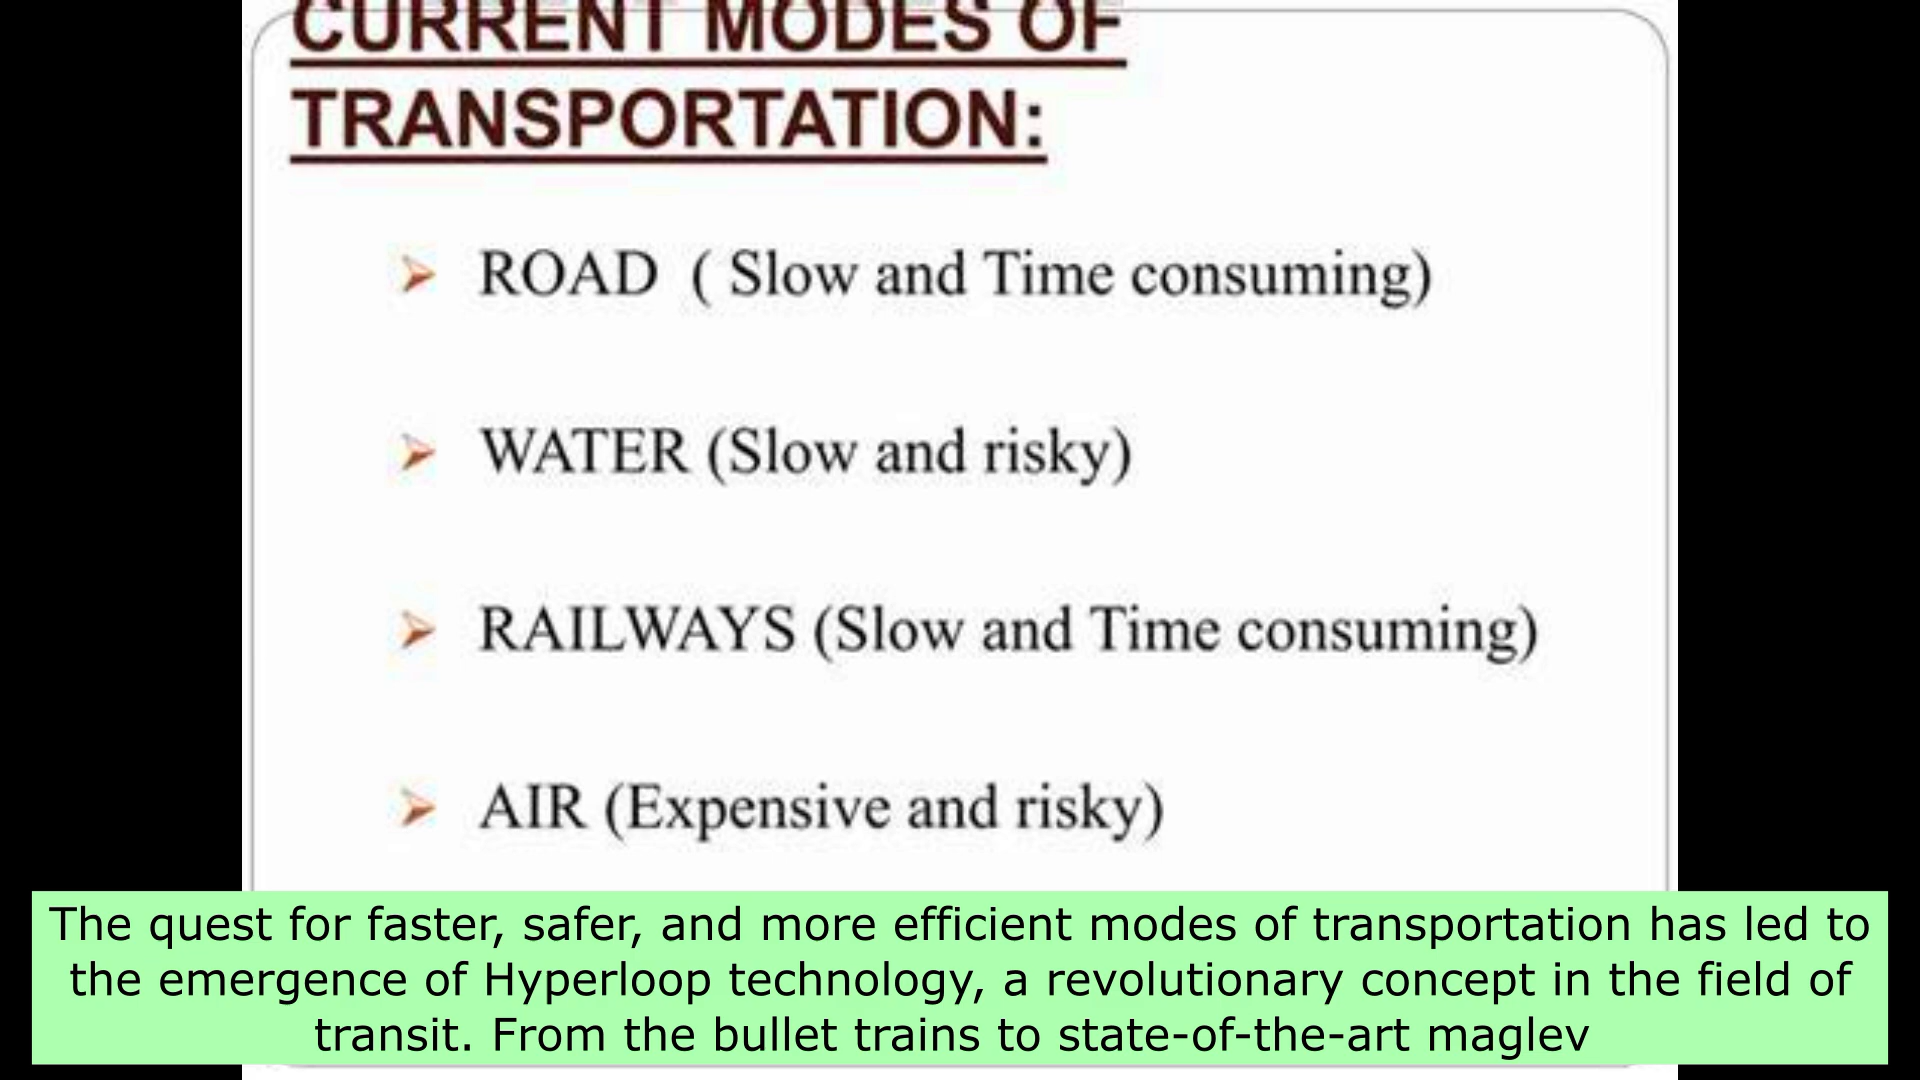 CURRENT MODES OF
TRANSPORTATION:
ROAD ( Slow and Time consuming)
WATER (Slow and risky)
RAILWAYS (Slow and Time consuming)
AIR (Expensive and risky)
The quest for faster, safer, and more efficient modes of transportation has led to
the emergence of Hyperloop technology, a revolutionary concept in the field of
transit. From the bullet trains to state-of-the-art maglev